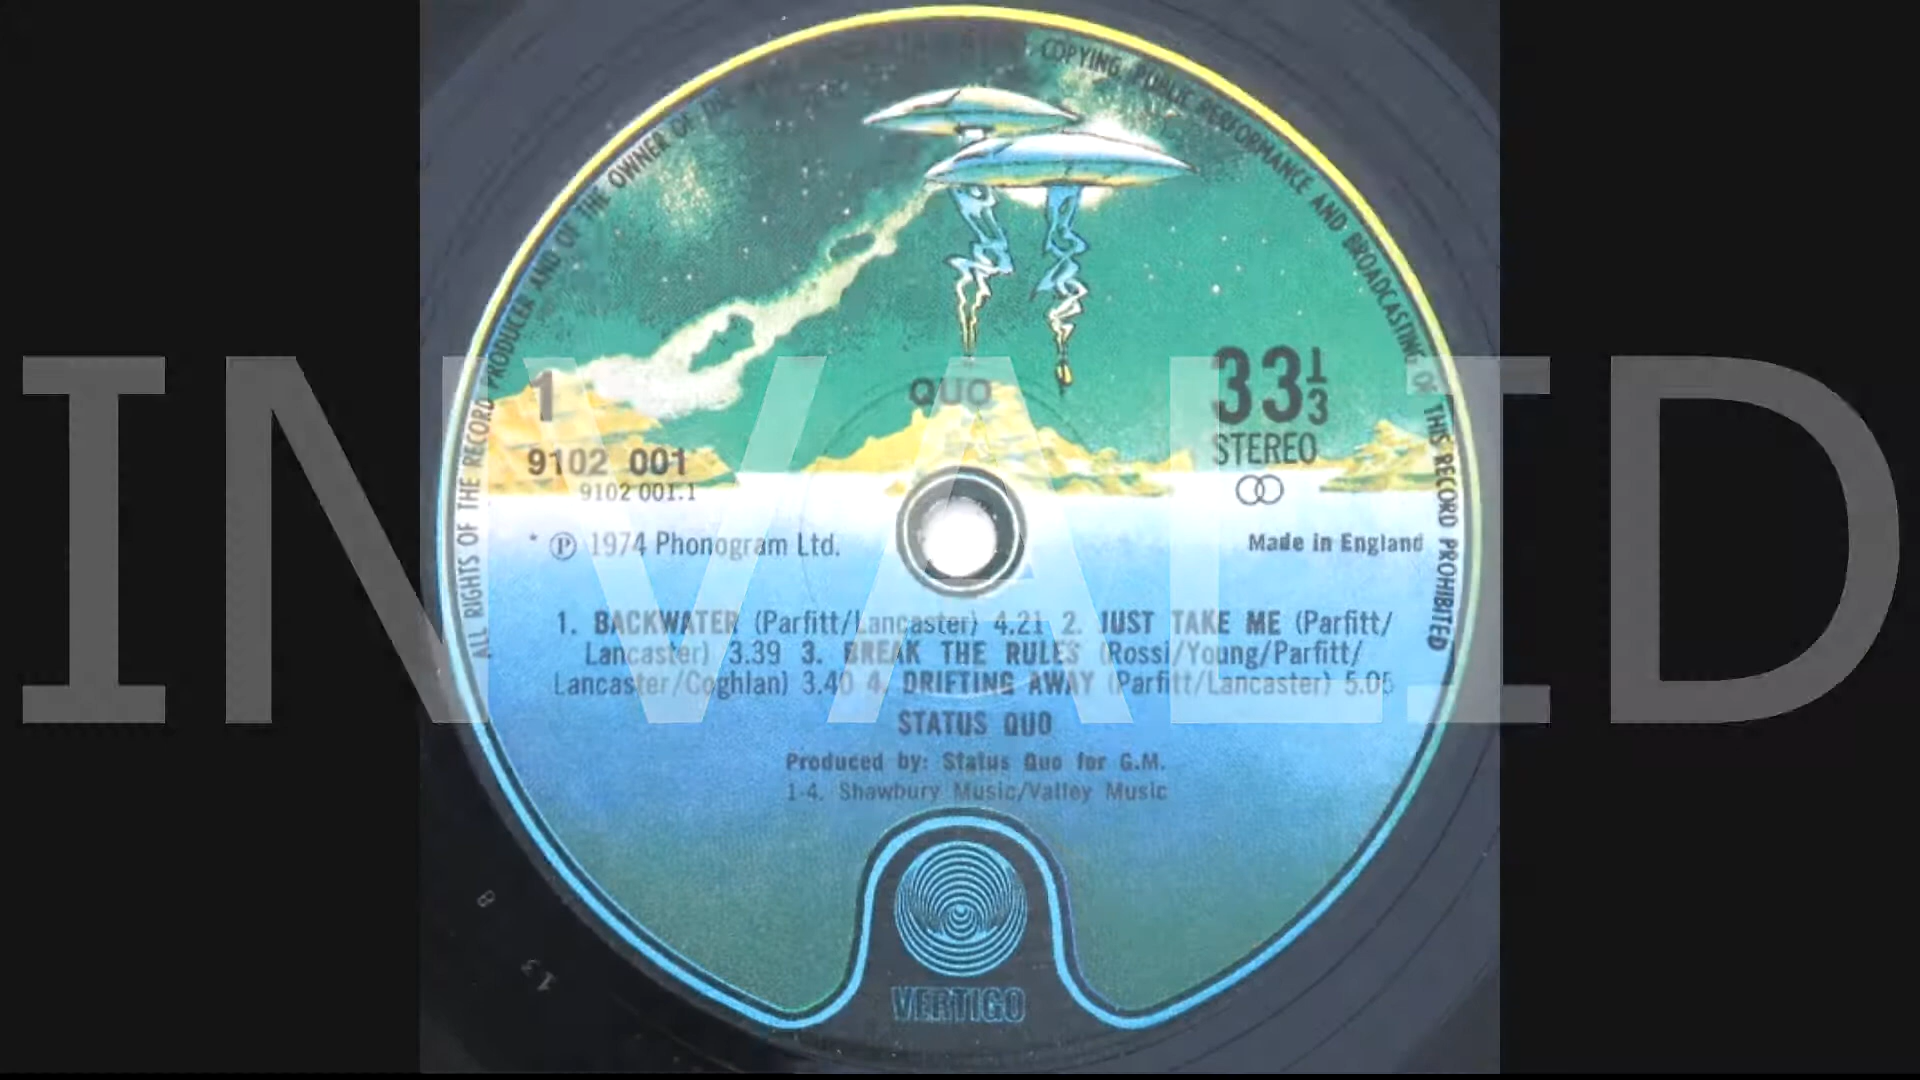 ALL RIGHTS OF THE RECORD PRODUCER AND OF THE OWNER OF THE
COPYING, PUBLIC PERFORMANCE AND BROADCASTING OF THIS RECORD PROHIBITED
1
QUO
33 1/3
STEREO
9102 001
9102 001.1
* ℗ 1974 Phonogram Ltd.
Made in England
INVALID
1. BACKWATER (Parfitt/Lancaster) 4.21 2. JUST TAKE ME (Parfitt/
Lancaster) 3.39 3. BREAK THE RULES (Rossi/Young/Parfitt/
Lancaster/Coghlan) 3.40 4. DRIFTING AWAY (Parfitt/Lancaster) 5.05
STATUS QUO
Produced by: Status Quo for G.M.
1-4. Shawbury Music/Valley Music
VERTIGO
8
13